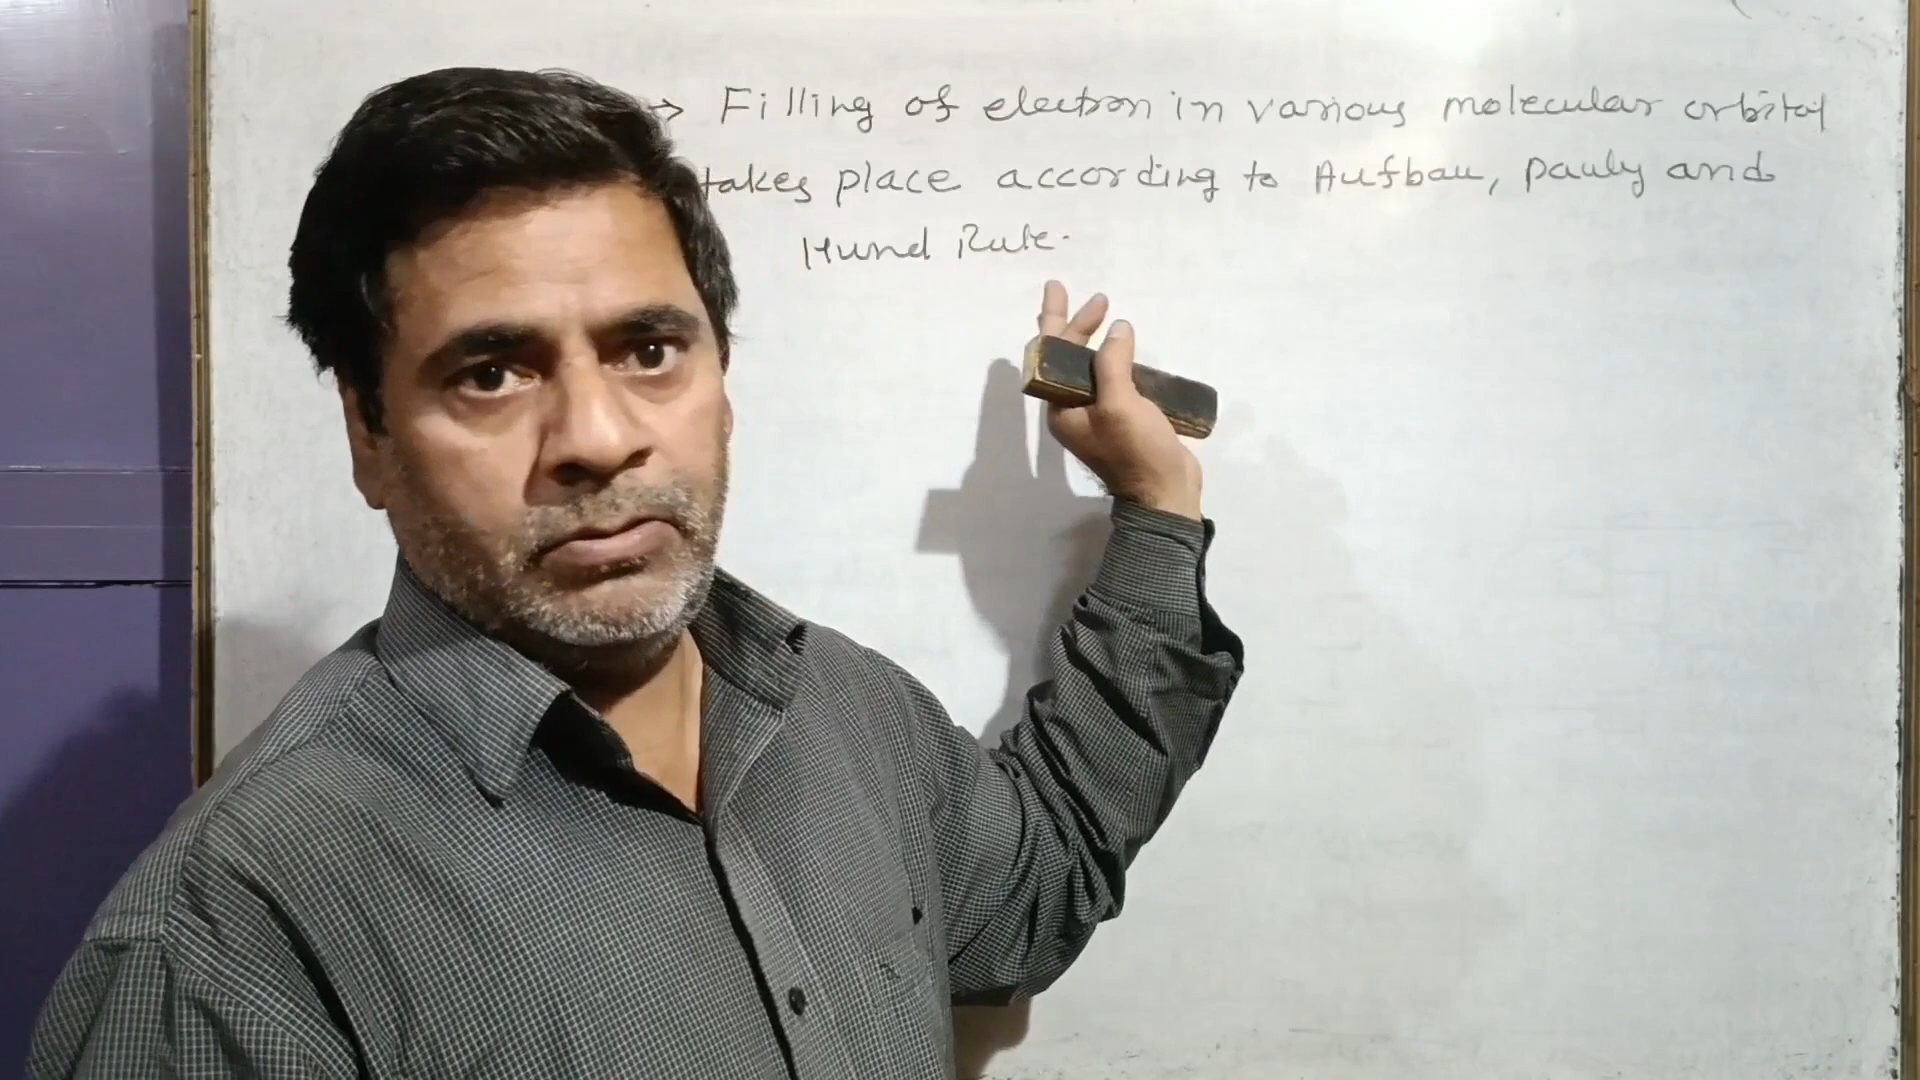 → Filling of electron in various molecular orbital
takes place according to Aufbau, pauly and
Hund Rule.